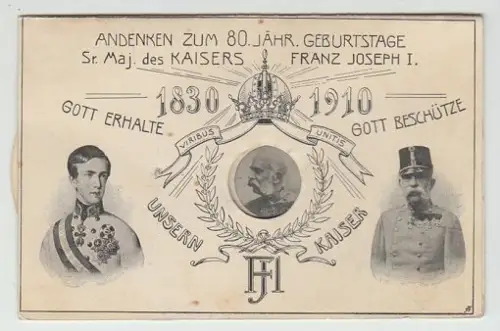 ANDENKEN ZUM 80. JÄHR. GEBURTSTAGE
Sr. Maj. des KAISERS FRANZ JOSEPH I.
1830 1910
GOTT ERHALTE GOTT BESCHÜTZE
VIRIBUS UNITIS
UNSERN KAISER
FJI